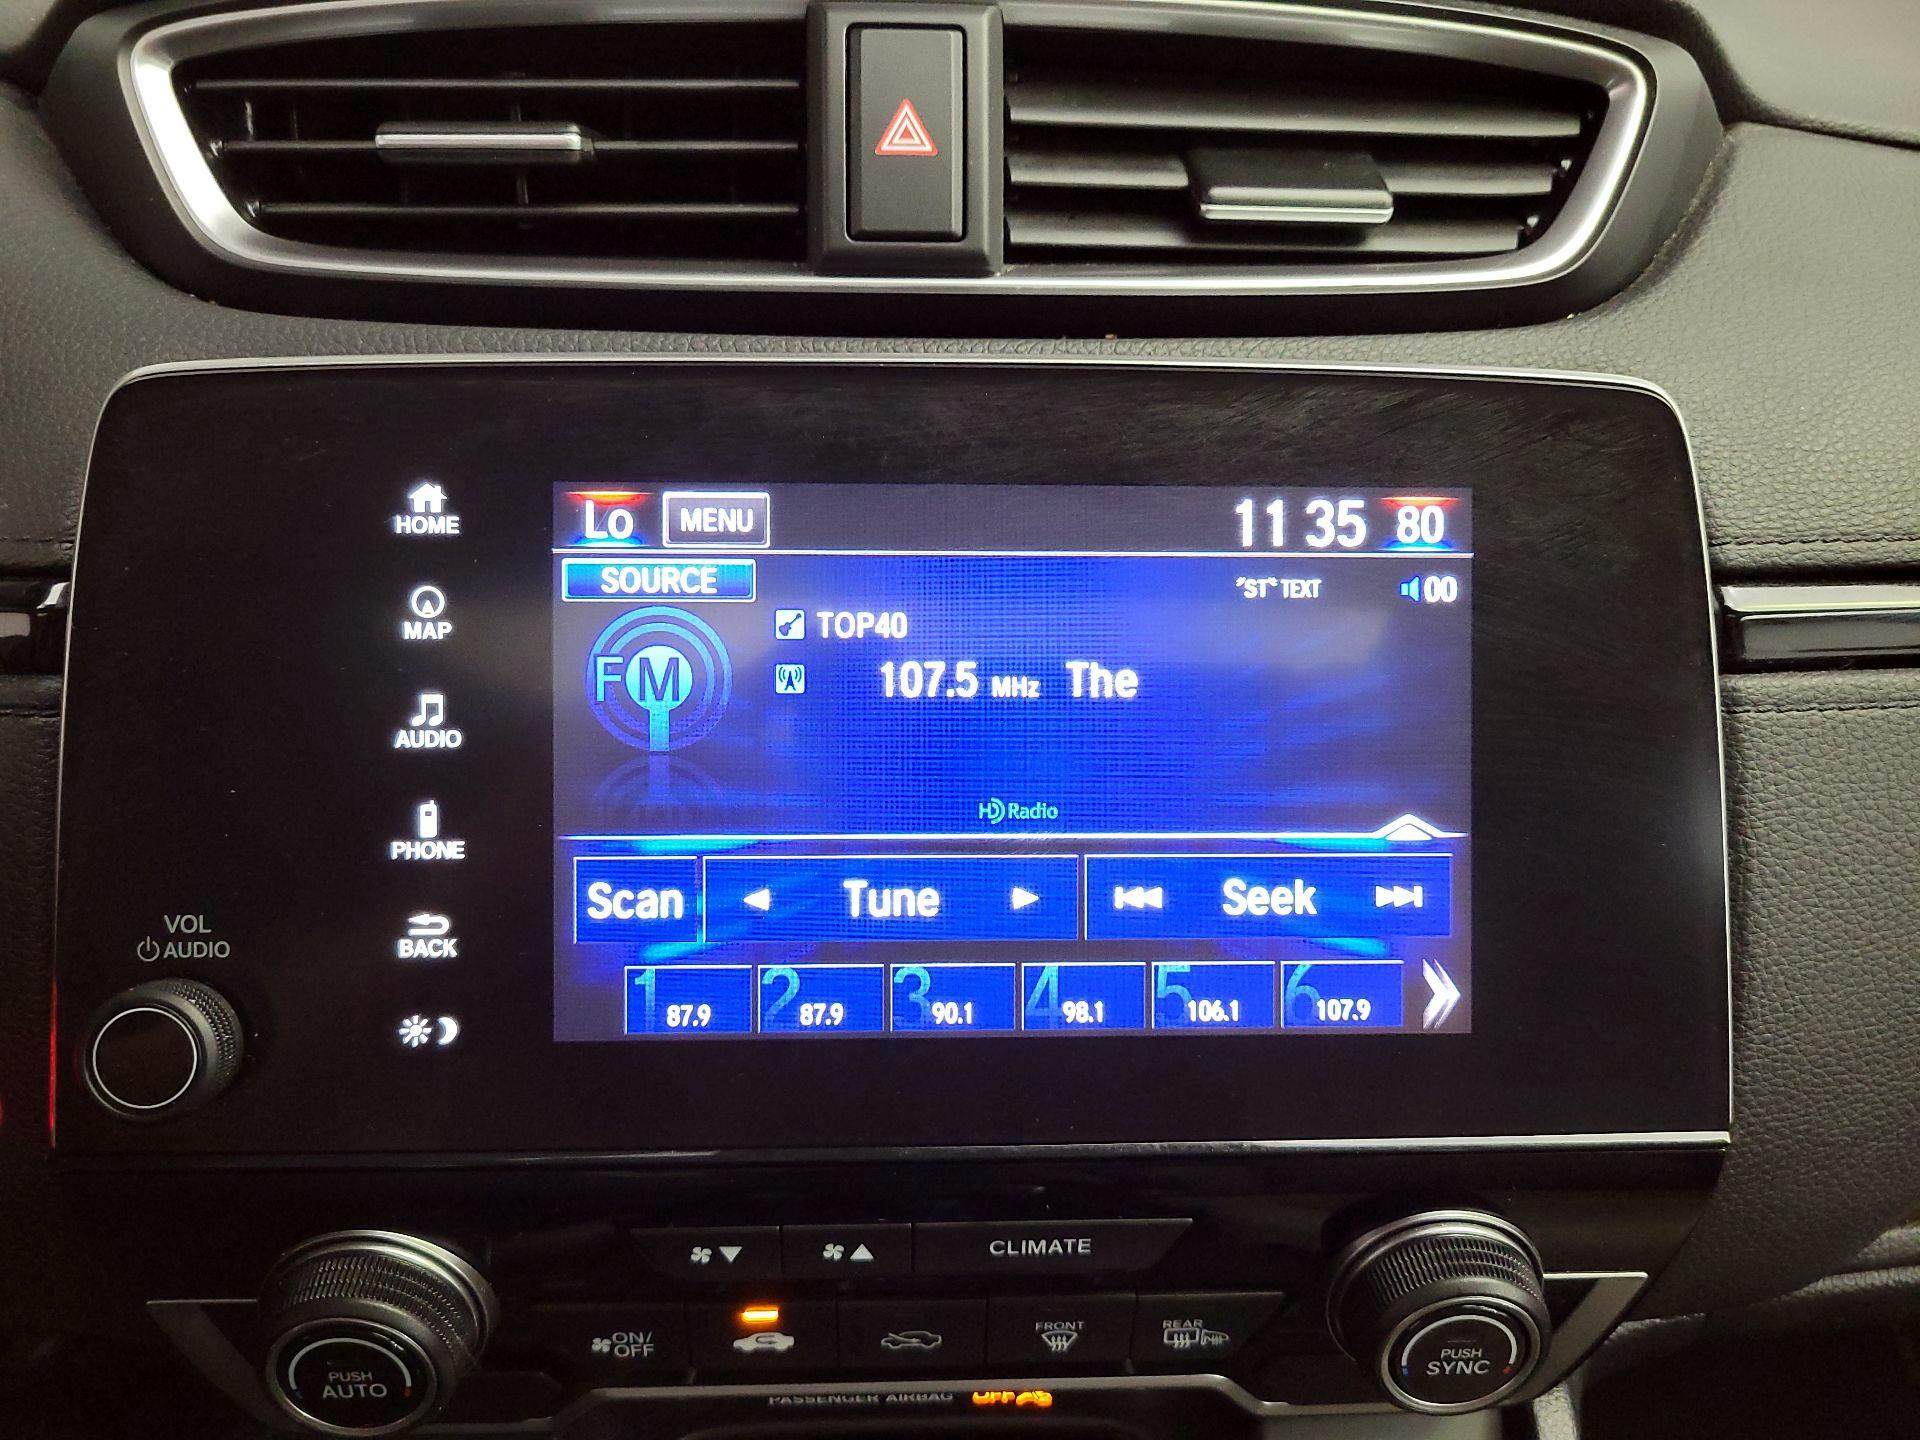 HOME
MAP
AUDIO
PHONE
BACK
VOL
AUDIO
Lo MENU 11 35 80
SOURCE "ST" TEXT 00
FM
TOP40
107.5 MHz The
HD Radio
Scan Tune Seek
1 87.9 2 87.9 3 90.1 4 98.1 5 106.1 6 107.9
CLIMATE
ON/
OFF
FRONT
REAR
PUSH
AUTO
PUSH
SYNC
PASSENGER AIRBAG OFF